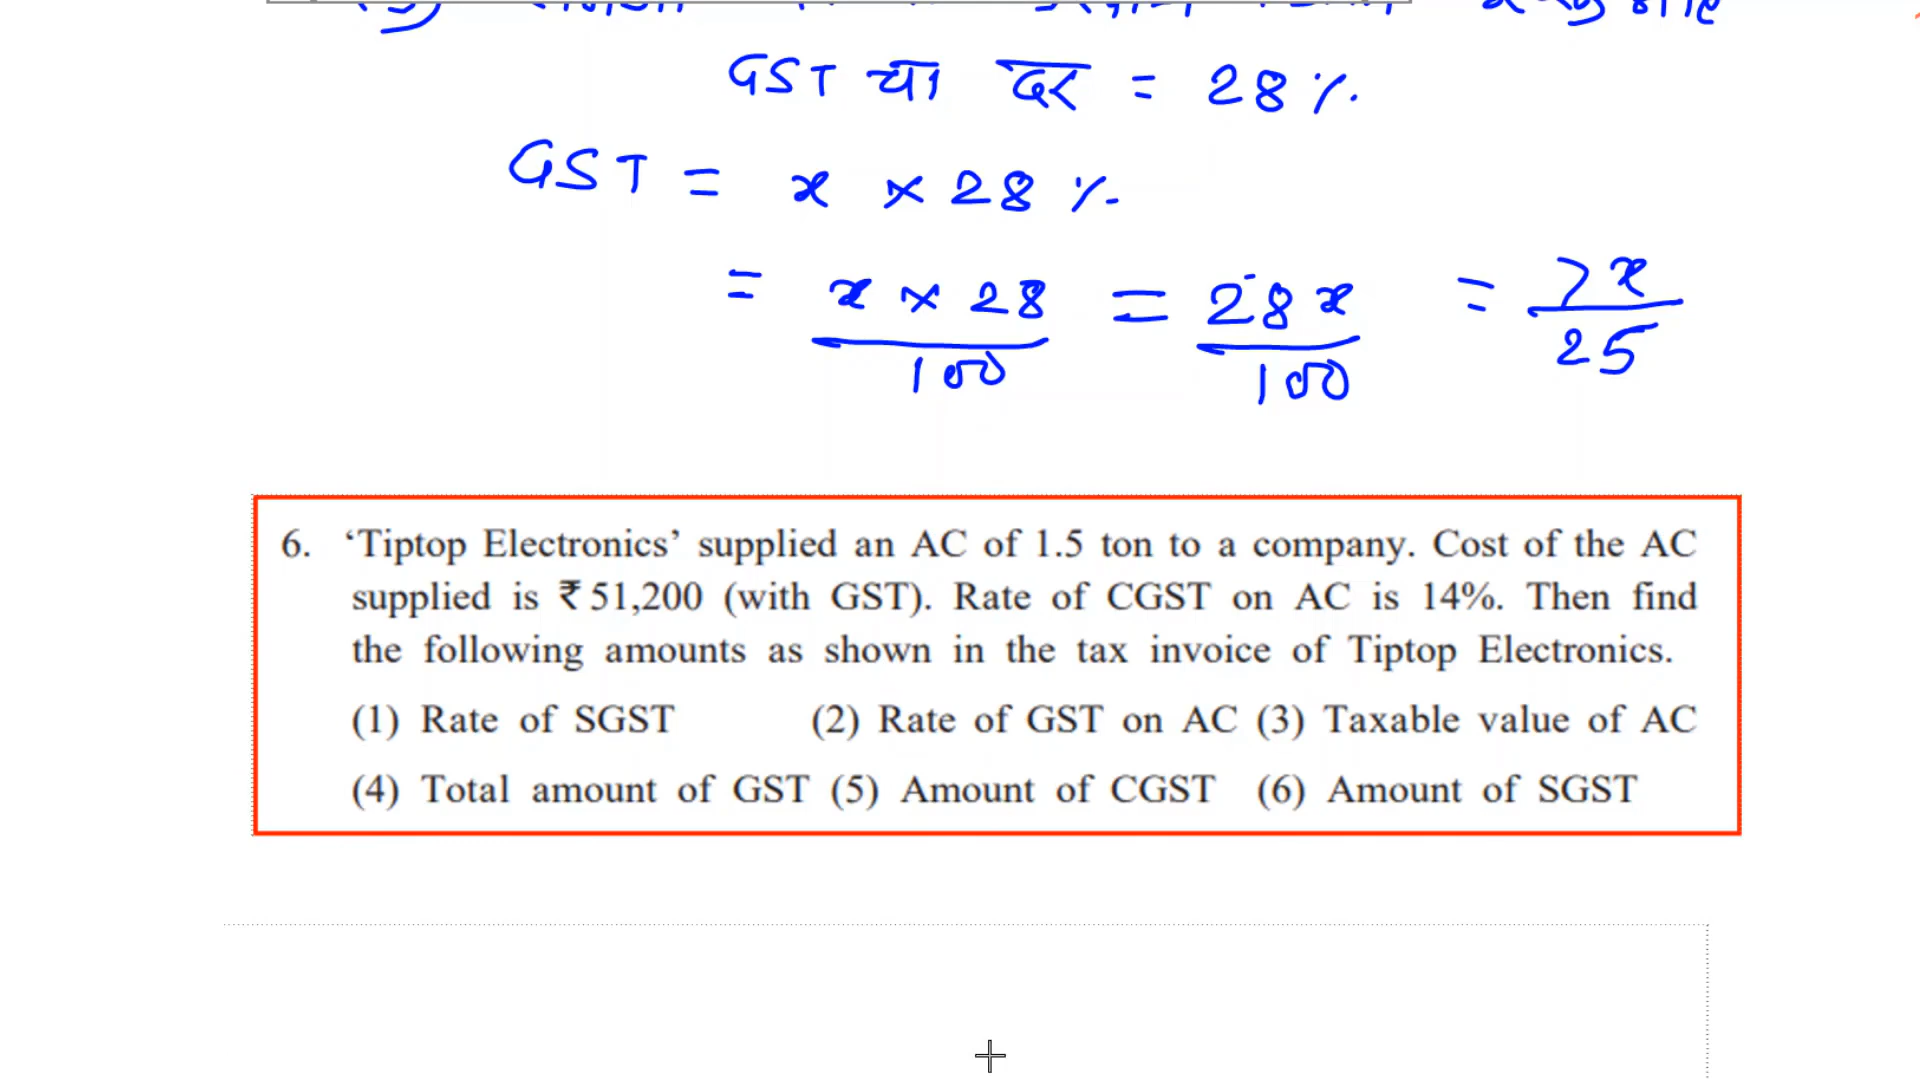 GST चा दर = 28 %.
GST = x × 28 %
= x × 28 / 100 = 28x / 100 = 7x / 25
6. ‘Tiptop Electronics’ supplied an AC of 1.5 ton to a company. Cost of the AC
supplied is ₹ 51,200 (with GST). Rate of CGST on AC is 14%. Then find
the following amounts as shown in the tax invoice of Tiptop Electronics.
(1) Rate of SGST (2) Rate of GST on AC (3) Taxable value of AC
(4) Total amount of GST (5) Amount of CGST (6) Amount of SGST